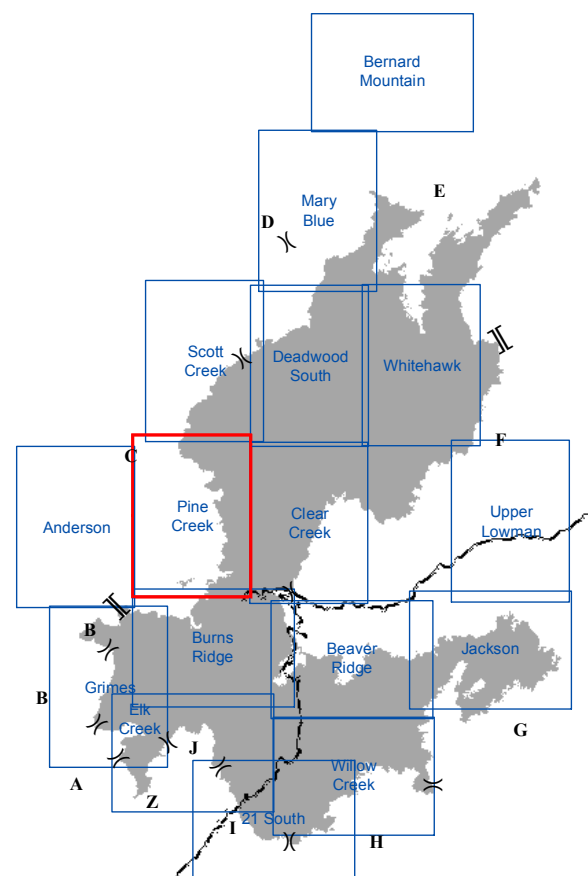 Bernard
Mountain
E
Mary
Blue
D
Scott
Creek
Deadwood
South
Whitehawk
F
C
Anderson
Pine
Creek
Clear
Creek
Upper
Lowman
B
Burns
Ridge
Beaver
Ridge
Jackson
B
Grimes
Elk
Creek
G
J
A
Z
Willow
Creek
I
21 South
H